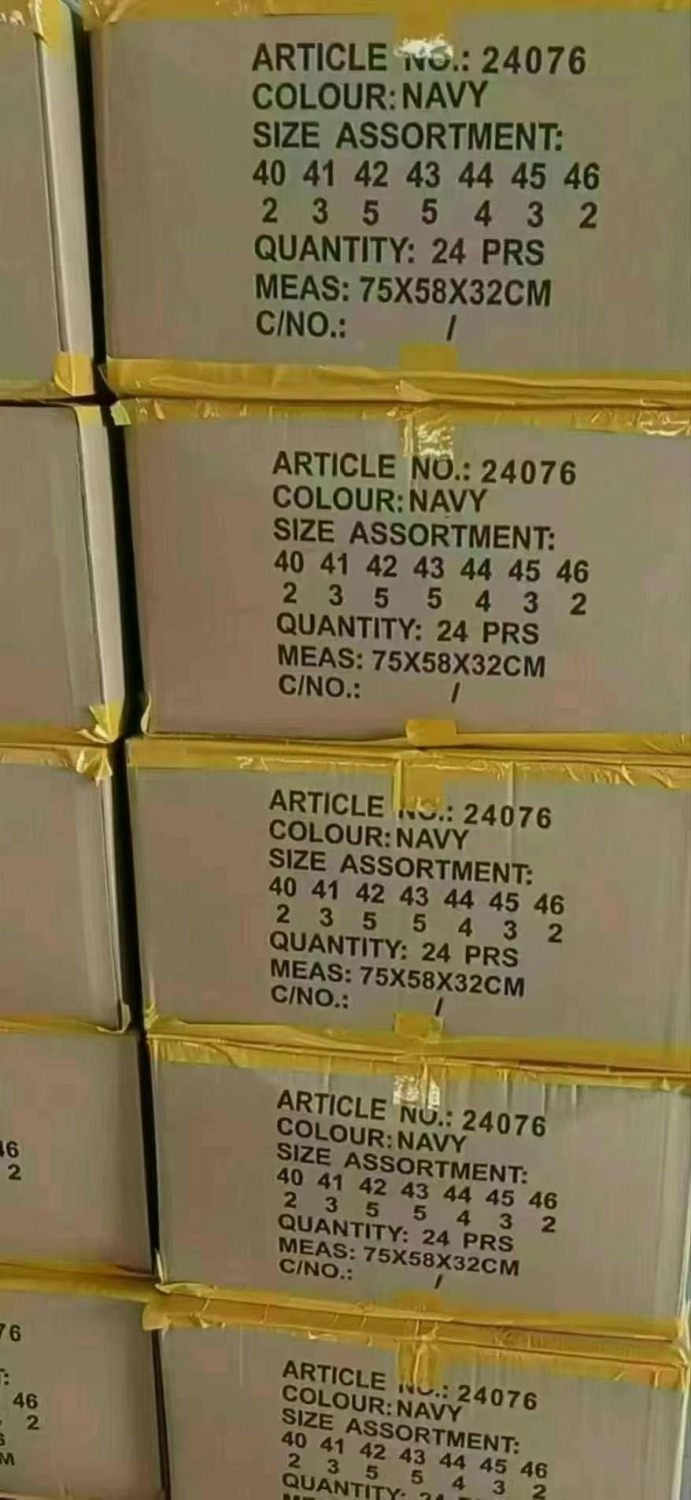 ARTICLE NO.: 24076
COLOUR: NAVY
SIZE ASSORTMENT:
40 41 42 43 44 45 46
2 3 5 5 4 3 2
QUANTITY: 24 PRS
MEAS: 75X58X32CM
C/NO.: /
ARTICLE NO.: 24076
COLOUR: NAVY
SIZE ASSORTMENT:
40 41 42 43 44 45 46
2 3 5 5 4 3 2
QUANTITY: 24 PRS
MEAS: 75X58X32CM
C/NO.: /
ARTICLE NO.: 24076
COLOUR: NAVY
SIZE ASSORTMENT:
40 41 42 43 44 45 46
2 3 5 5 4 3 2
QUANTITY: 24 PRS
MEAS: 75X58X32CM
C/NO.: /
46
2
ARTICLE NO.: 24076
COLOUR: NAVY
SIZE ASSORTMENT:
40 41 42 43 44 45 46
2 3 5 5 4 3 2
QUANTITY: 24 PRS
MEAS: 75X58X32CM
C/NO.: /
76
46
2
ARTICLE NO.: 24076
COLOUR: NAVY
SIZE ASSORTMENT:
40 41 42 43 44 45 46
2 3 5 5 4 3 2
QUANTITY: 24